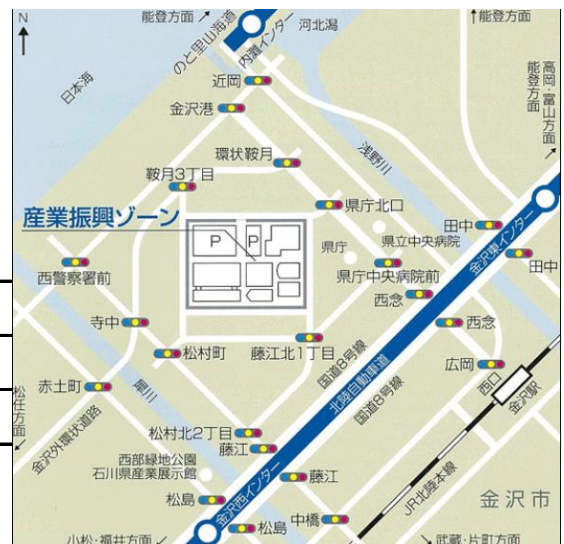 N
能登方面
のと里山海道
内灘インター
河北潟
能登方面
日本海
近岡
金沢港
浅野川
能登方面
高岡・富山方面
環状鞍月
鞍月3丁目
県庁北口
産業振興ゾーン
P
P
県庁
県立中央病院
田中
金沢東インター
田中
西警察署前
県庁中央病院前
西念
寺中
西念
松村町
藤江北1丁目
国道8号線
北陸自動車道
国道8号線
広岡
西口
金沢駅
赤土町
犀川
松任方面
金沢外環状道路
松村北2丁目
藤江
西部緑地公園
石川県産業展示館
藤江
JR北陸本線
松島
金沢西インター
金沢市
松島
中橋
小松・福井方面
武蔵・片町方面